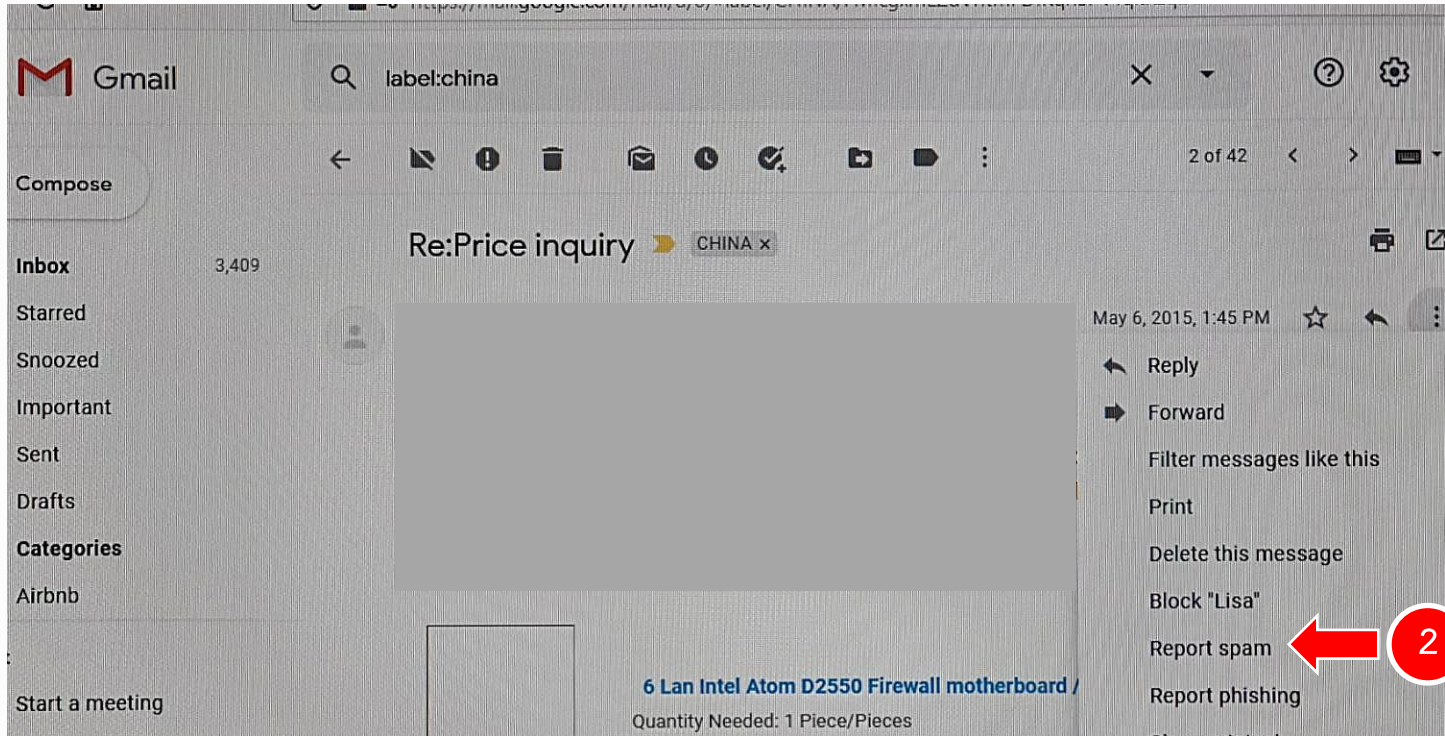 Gmail
label:china
Compose
2 of 42
Re:Price inquiry
CHINA ×
Inbox 3,409
Starred
Snoozed
Important
Sent
Drafts
Categories
Airbnb
Start a meeting
May 6, 2015, 1:45 PM
Reply
Forward
Filter messages like this
Print
Delete this message
Block "Lisa"
Report spam
2
Report phishing
6 Lan Intel Atom D2550 Firewall motherboard /
Quantity Needed: 1 Piece/Pieces